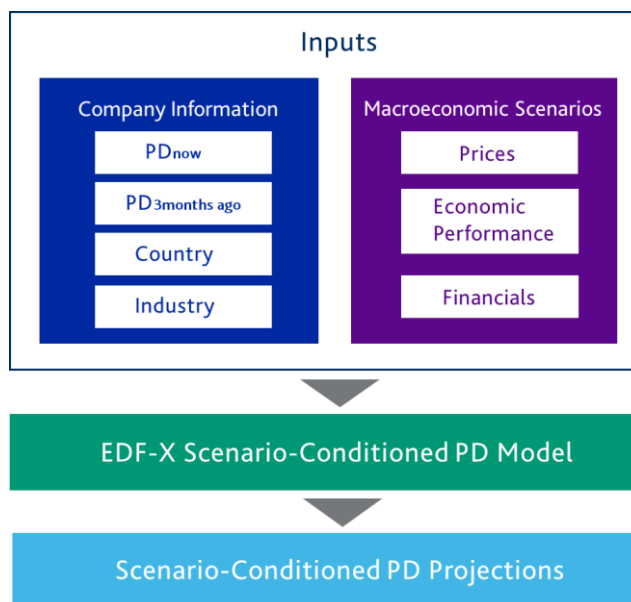 Inputs
Company Information
PDnow
PD3months ago
Country
Industry
Macroeconomic Scenarios
Prices
Economic
Performance
Financials
EDF-X Scenario-Conditioned PD Model
Scenario-Conditioned PD Projections